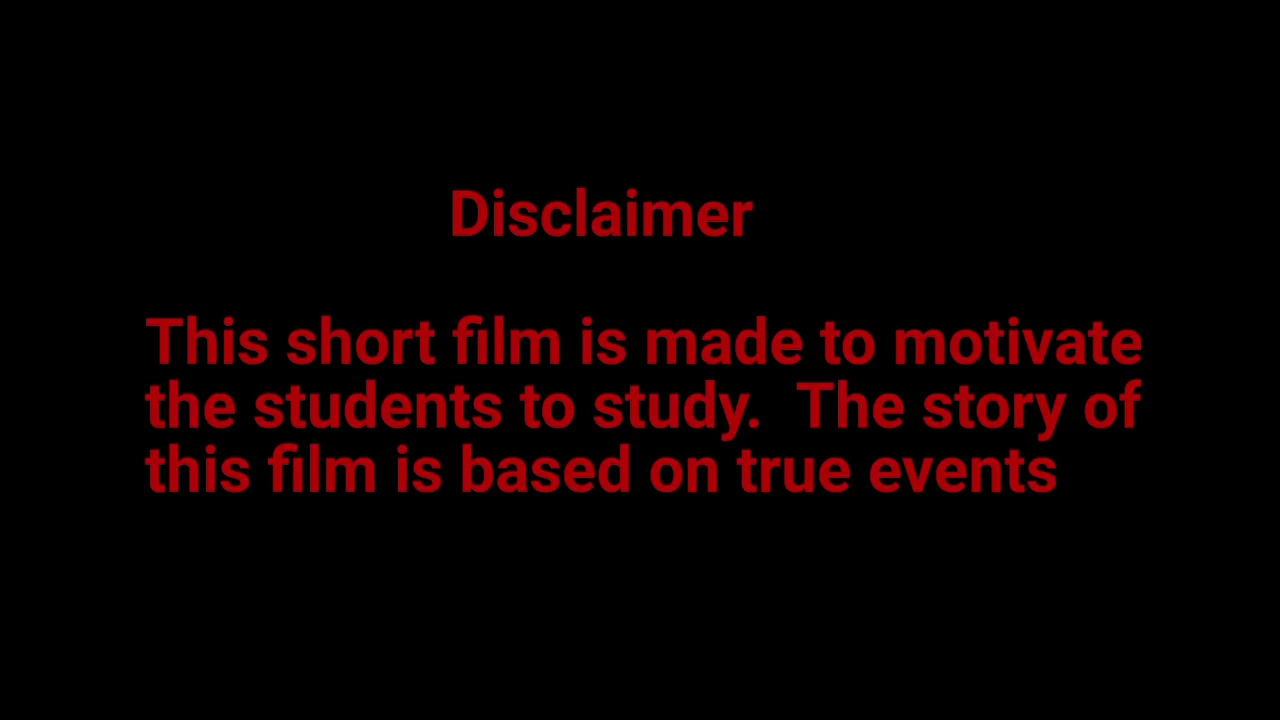 Disclaimer
This short film is made to motivate
the students to study.  The story of
this film is based on true events